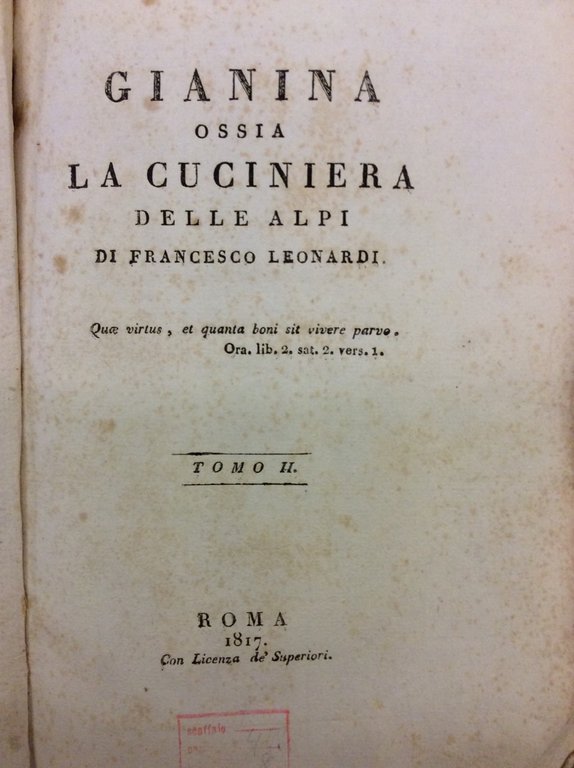 GIANINA
OSSIA
LA CUCINIERA
DELLE ALPI
DI FRANCESCO LEONARDI.
Quæ virtus, et quanta boni sit vivere parvo.
Ora. lib. 2. sat. 2. vers. 1.
TOMO II.
ROMA
1817.
Con Licenza de' Superiori.
scaffale